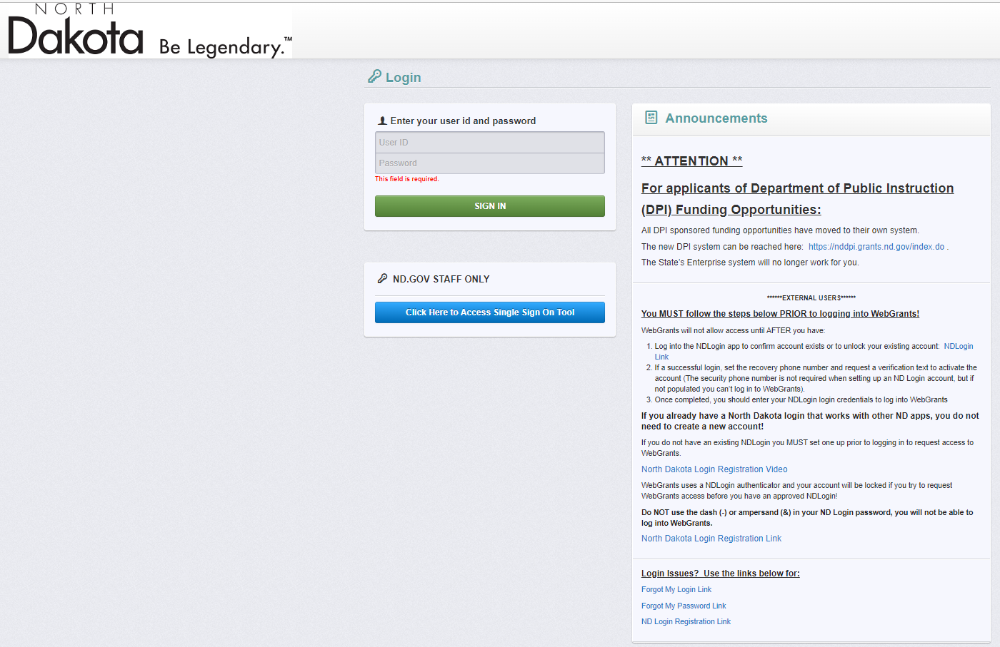 NORTH
Dakota Be Legendary.™
Login
Enter your user id and password
User ID
Password
This field is required.
SIGN IN
ND.GOV STAFF ONLY
Click Here to Access Single Sign On Tool
Announcements
** ATTENTION **
For applicants of Department of Public Instruction
(DPI) Funding Opportunities:
All DPI sponsored funding opportunities have moved to their own system.
The new DPI system can be reached here: https://nddpi.grants.nd.gov/index.do .
The State's Enterprise system will no longer work for you.
******EXTERNAL USERS******
You MUST follow the steps below PRIOR to logging into WebGrants!
WebGrants will not allow access until AFTER you have:
1. Log into the NDLogin app to confirm account exists or to unlock your existing account: NDLogin
Link
2. If a successful login, set the recovery phone number and request a verification text to activate the
account (The security phone number is not required when setting up an ND Login account, but if
not populated you can't log in to WebGrants).
3. Once completed, you should enter your NDLogin login credentials to log into WebGrants
If you already have a North Dakota login that works with other ND apps, you do not
need to create a new account!
If you do not have an existing NDLogin you MUST set one up prior to logging in to request access to
WebGrants.
North Dakota Login Registration Video
WebGrants uses a NDLogin authenticator and your account will be locked if you try to request
WebGrants access before you have an approved NDLogin!
Do NOT use the dash (-) or ampersand (&) in your ND Login password, you will not be able to
log into WebGrants.
North Dakota Login Registration Link
Login Issues? Use the links below for:
Forgot My Login Link
Forgot My Password Link
ND Login Registration Link